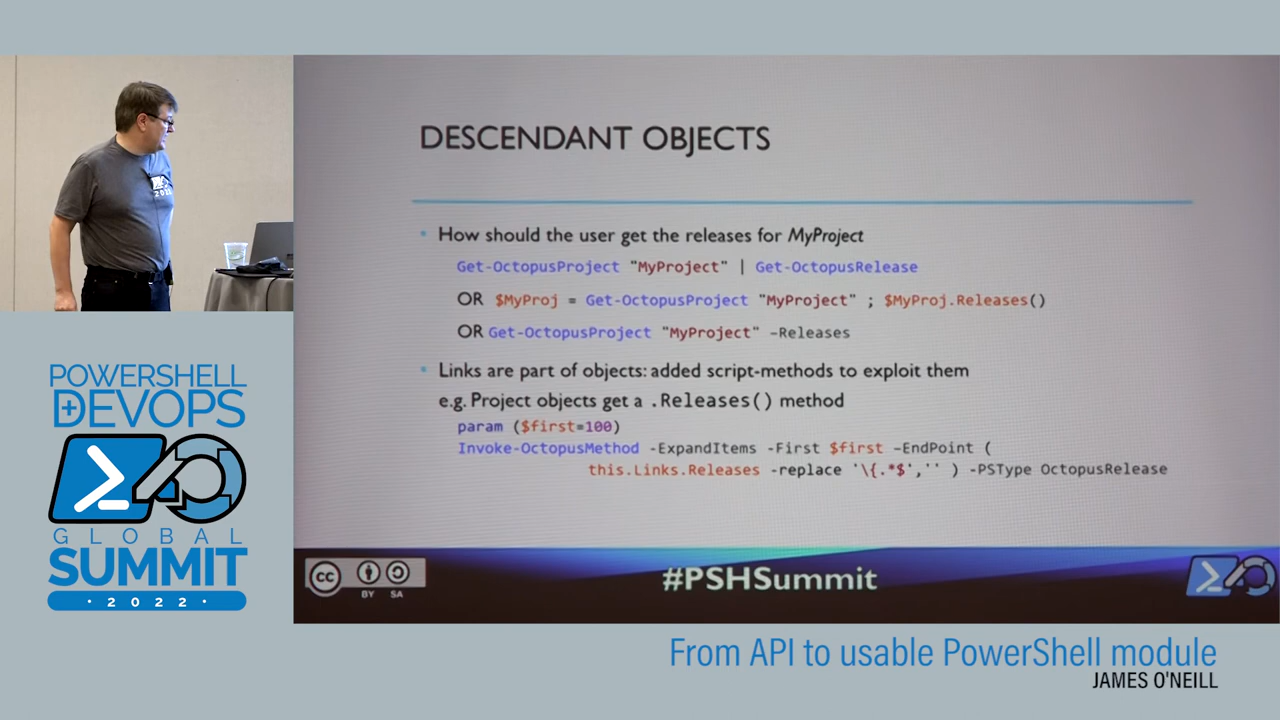 DESCENDANT OBJECTS
• How should the user get the releases for MyProject
Get-OctopusProject "MyProject" | Get-OctopusRelease
OR $MyProj = Get-OctopusProject "MyProject" ; $MyProj.Releases()
OR Get-OctopusProject "MyProject" –Releases
• Links are part of objects: added script-methods to exploit them
e.g. Project objects get a .Releases() method
param ($first=100)
Invoke-OctopusMethod -ExpandItems -First $first –EndPoint (
this.Links.Releases -replace '\{.*$','' ) -PSType OctopusRelease
cc
BY SA
#PSHSummit
POWERSHELL
+DEVOPS
GLOBAL
SUMMIT
· 2022 ·
From API to usable PowerShell module
JAMES O'NEILL